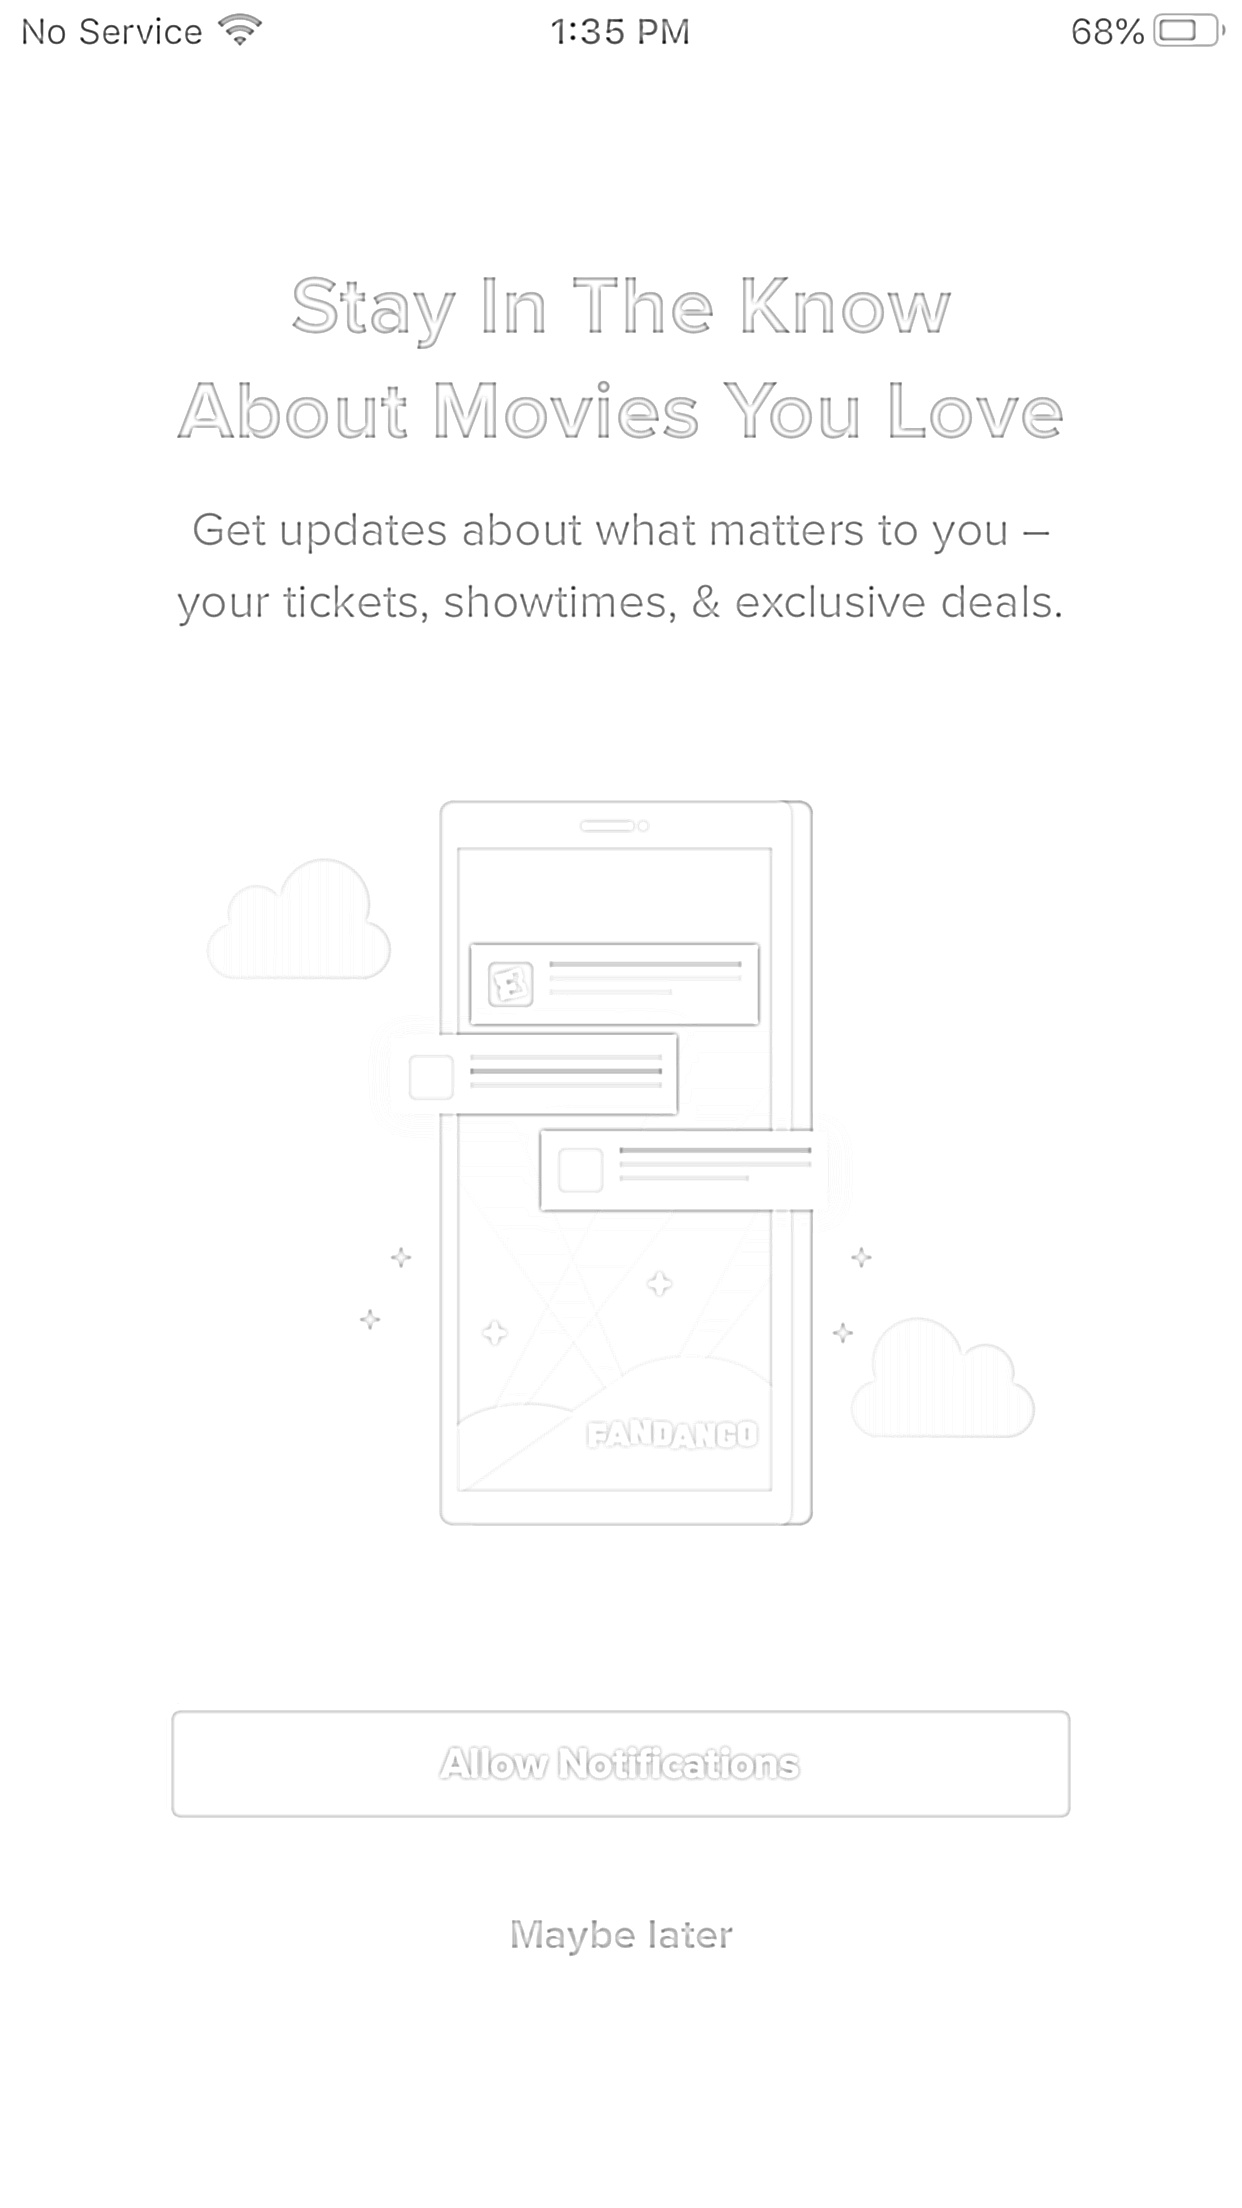 No Service 1:35 PM 68%
Stay In The Know
About Movies You Love
Get updates about what matters to you –
your tickets, showtimes, & exclusive deals.
FANDANGO
Allow Notifications
Maybe later